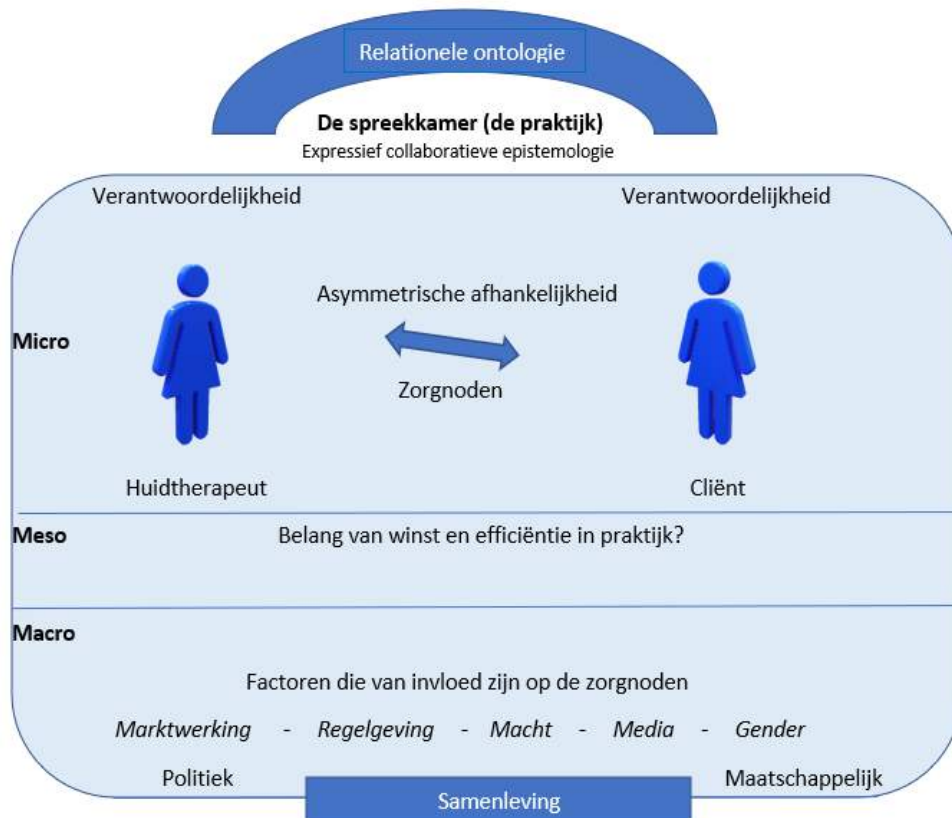 Relationele ontologie
De spreekkamer (de praktijk)
Expressief collaboratieve epistemologie
Verantwoordelijkheid Verantwoordelijkheid
Asymmetrische afhankelijkheid
Micro
Zorgnoden
Huidtherapeut Cliënt
Meso Belang van winst en efficiëntie in praktijk?
Macro
Factoren die van invloed zijn op de zorgnoden
Marktwerking - Regelgeving - Macht - Media - Gender
Politiek Maatschappelijk
Samenleving